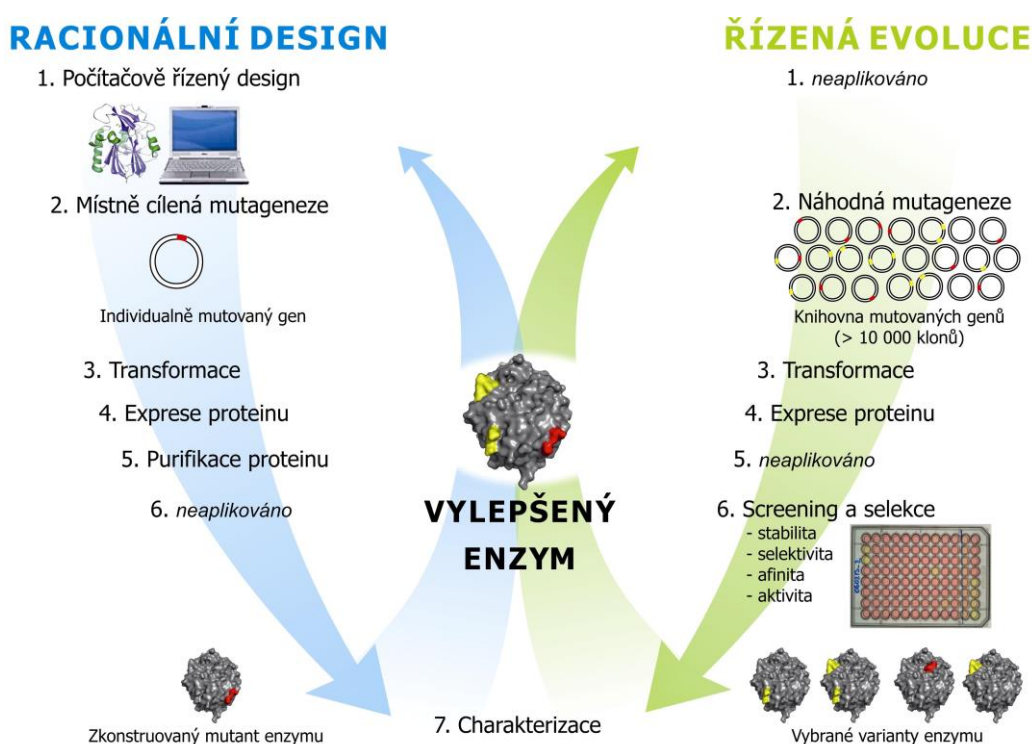 RACIONÁLNÍ DESIGN
1. Počítačově řízený design
2. Místně cílená mutageneze
Individualně mutovaný gen
3. Transformace
4. Exprese proteinu
5. Purifikace proteinu
6. neaplikováno
Zkonstruovaný mutant enzymu
VYLEPŠENÝ
ENZYM
7. Charakterizace
ŘÍZENÁ EVOLUCE
1. neaplikováno
2. Náhodná mutageneze
Knihovna mutovaných genů
(> 10 000 klonů)
3. Transformace
4. Exprese proteinu
5. neaplikováno
6. Screening a selekce
- stabilita
- selektivita
- afinita
- aktivita
Vybrané varianty enzymu